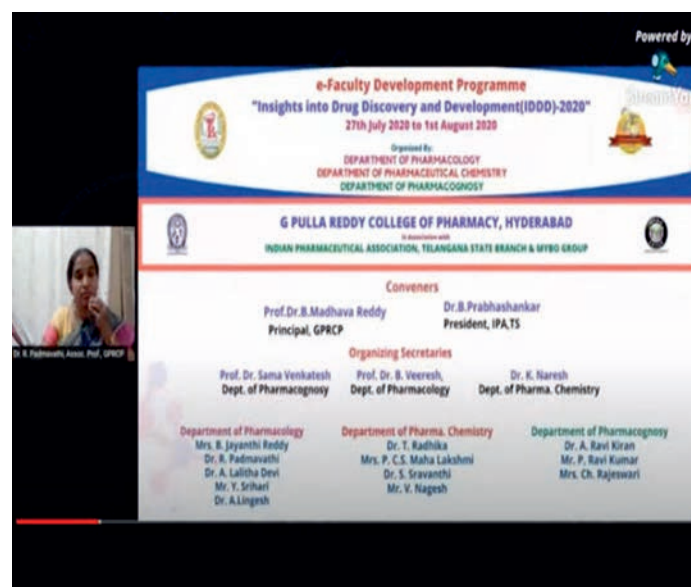 Powered by
StreamYa
e-Faculty Development Programme
"Insights into Drug Discovery and Development(IDDD)-2020"
27th July 2020 to 1st August 2020
Organized By:
DEPARTMENT OF PHARMACOLOGY
DEPARTMENT OF PHARMACEUTICAL CHEMISTRY
DEPARTMENT OF PHARMACOGNOSY
G PULLA REDDY COLLEGE OF PHARMACY, HYDERABAD
in association with
INDIAN PHARMACEUTICAL ASSOCIATION, TELANGANA STATE BRANCH & MYBO GROUP
Conveners
Prof.Dr.B.Madhava Reddy
Principal, GPRCP
Dr.B.Prabhashankar
President, IPA,TS
Organizing Secretaries
Prof. Dr. Sama Venkatesh
Dept. of Pharmacognosy
Prof. Dr. B. Veeresh,
Dept. of Pharmacology
Dr. K. Naresh
Dept. of Pharma. Chemistry
Department of Pharmacology
Mrs. B. Jayanthi Reddy
Dr. R. Padmavathi
Dr. A. Lalitha Devi
Mr. Y. Srihari
Dr. A.Lingesh
Department of Pharma. Chemistry
Dr. T. Radhika
Mrs. P. C.S. Maha Lakshmi
Dr. S. Sravanthi
Mr. V. Nagesh
Department of Pharmacognosy
Dr. A. Ravi Kiran
Mr. P. Ravi Kumar
Mrs. Ch. Rajeswari
Dr. R. Padmavathi, Assoc. Prof., GPRCP